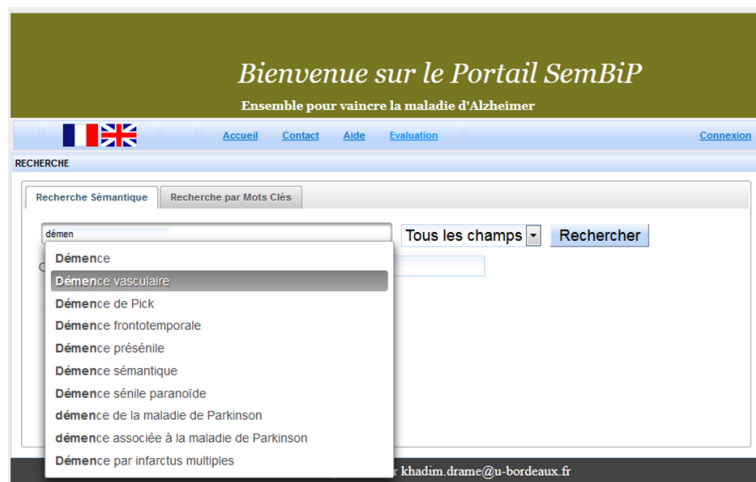 Bienvenue sur le Portail SemBiP
Ensemble pour vaincre la maladie d'Alzheimer
Accueil Contact Aide Evaluation Connexion
RECHERCHE
Recherche Sémantique Recherche par Mots Clés
démen Tous les champs Rechercher
Démence
Démence vasculaire
Démence de Pick
Démence frontotemporale
Démence présénile
Démence sémantique
Démence sénile paranoïde
démence de la maladie de Parkinson
démence associée à la maladie de Parkinson
Démence par infarctus multiples
khadim.drame@u-bordeaux.fr